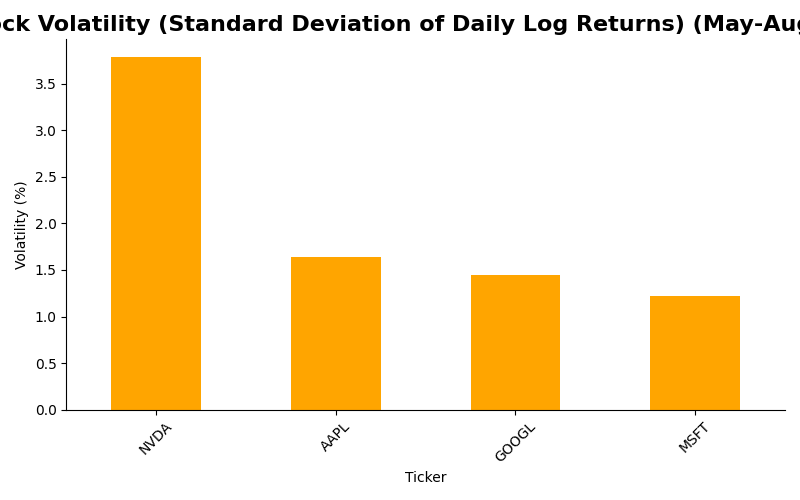 ck Volatility (Standard Deviation of Daily Log Returns) (May-Aug
3.5
3.0
2.5
2.0
1.5
1.0
0.5
0.0
Volatility (%)
NVDA
AAPL
GOOGL
MSFT
Ticker